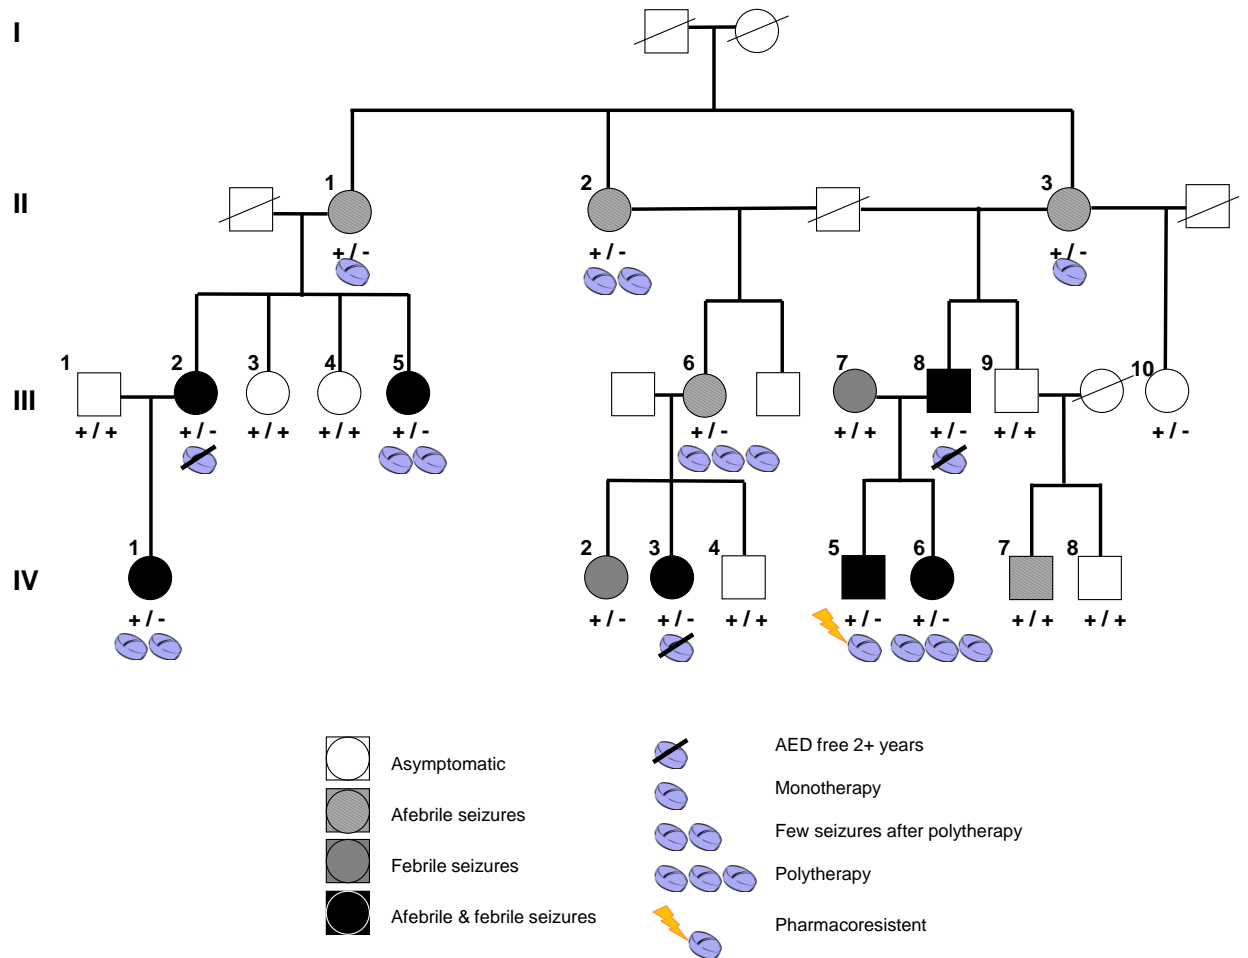 I
II
1
2
3
+ / -
+ / -
+ / -
III
1
2
3
4
5
6
7
8
9
10
+ / +
+ / -
+ / +
+ / +
+ / -
+ / -
+ / +
+ / -
+ / +
+ / -
IV
1
2
3
4
5
6
7
8
+ / -
+ / -
+ / -
+ / +
+ / -
+ / -
+ / +
+ / +
Asymptomatic
Afebrile seizures
Febrile seizures
Afebrile & febrile seizures
AED free 2+ years
Monotherapy
Few seizures after polytherapy
Polytherapy
Pharmacoresistent